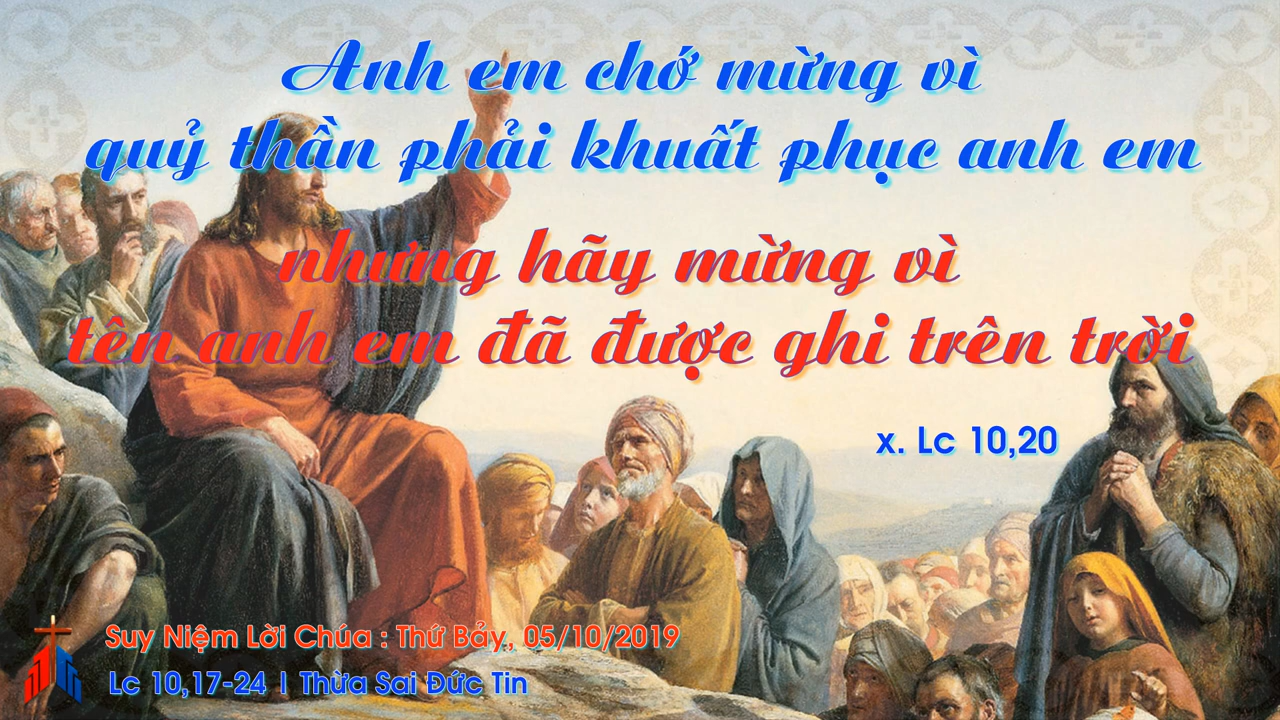 Anh em chớ mừng vì
quỷ thần phải khuất phục anh em
nhưng hãy mừng vì
tên anh em đã được ghi trên trời
x. Lc 10,20
Suy Niệm Lời Chúa : Thứ Bảy, 05/10/2019
Lc 10,17-24 | Thừa Sai Đức Tin